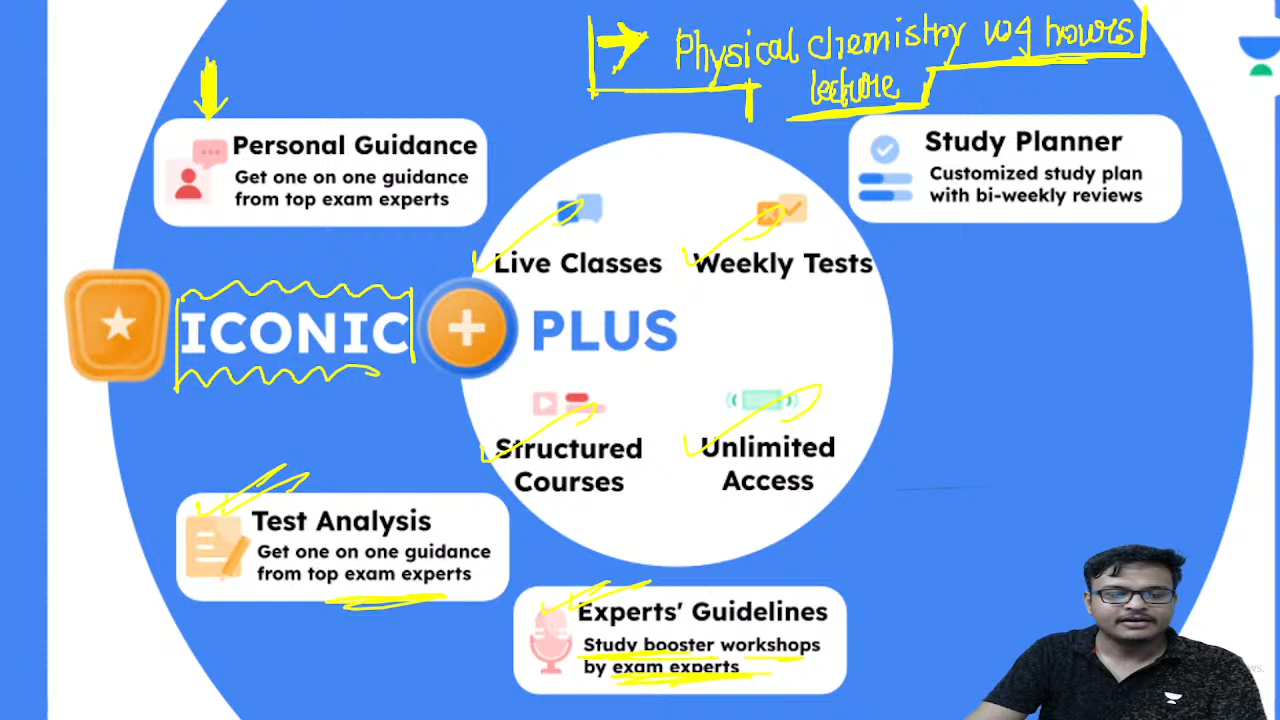 Physical chemistry 104 hours
lecture
Personal Guidance
Get one on one guidance
from top exam experts
Study Planner
Customized study plan
with bi-weekly reviews
Live Classes
Weekly Tests
ICONIC
PLUS
Structured
Courses
Unlimited
Access
Test Analysis
Get one on one guidance
from top exam experts
Experts' Guidelines
Study booster workshops
by exam experts